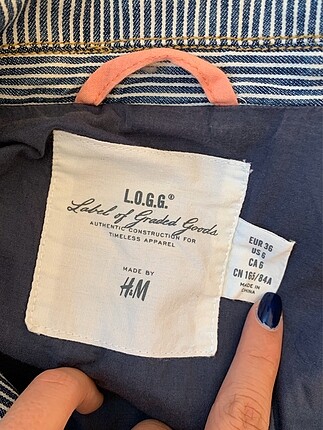 L.O.G.G.®
Label of Graded Goods
AUTHENTIC CONSTRUCTION FOR
TIMELESS APPAREL
MADE BY
H&M
EUR 36
US 6
CA 6
CN 165/84A
MADE IN
CHINA